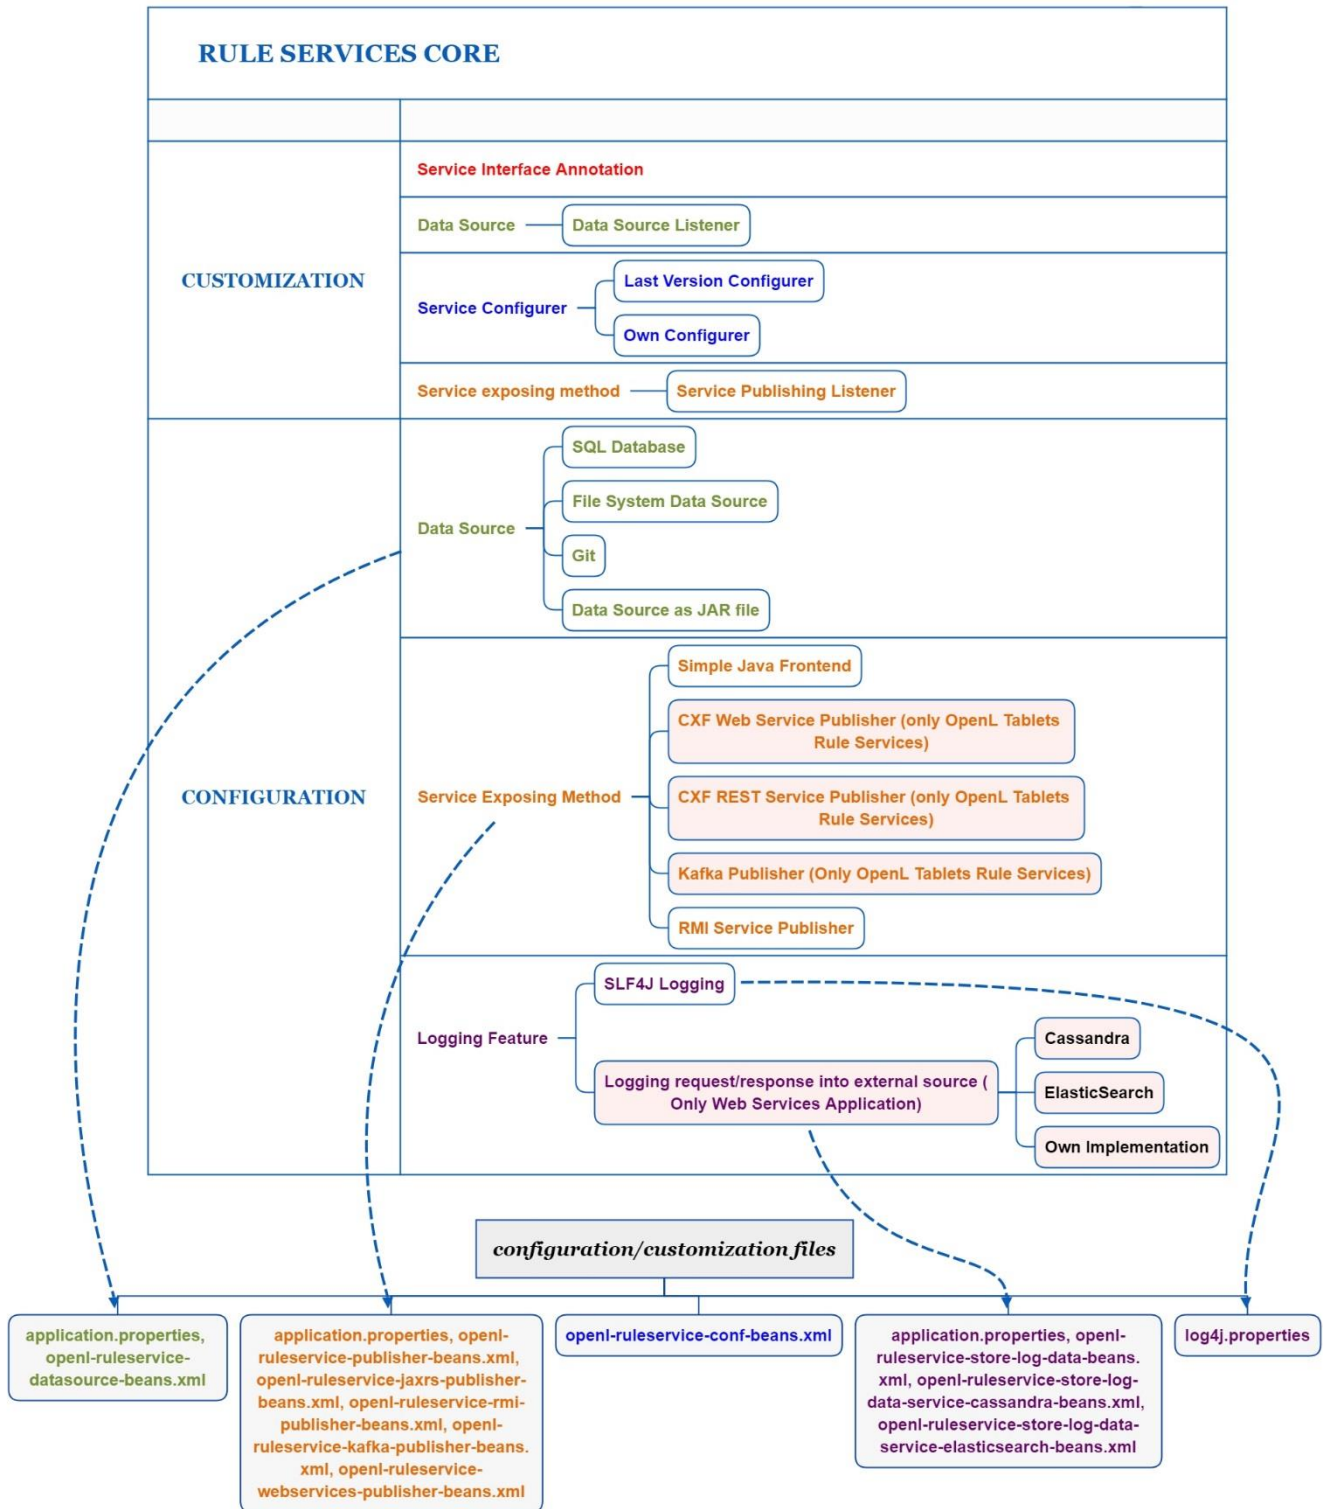 RULE SERVICES CORE
CUSTOMIZATION
Service Interface Annotation
Data Source
Data Source Listener
Service Configurer
Last Version Configurer
Own Configurer
Service exposing method
Service Publishing Listener
CONFIGURATION
Data Source
SQL Database
File System Data Source
Git
Data Source as JAR file
Service Exposing Method
Simple Java Frontend
CXF Web Service Publisher (only OpenL Tablets
Rule Services)
CXF REST Service Publisher (only OpenL Tablets
Rule Services)
Kafka Publisher (Only OpenL Tablets Rule Services)
RMI Service Publisher
Logging Feature
SLF4J Logging
Logging request/response into external source (
Only Web Services Application)
Cassandra
ElasticSearch
Own Implementation
configuration/customization files
application.properties,
openl-ruleservice-
datasource-beans.xml
application.properties, openl-
ruleservice-publisher-beans.xml,
openl-ruleservice-jaxrs-publisher-
beans.xml, openl-ruleservice-rmi-
publisher-beans.xml, openl-
ruleservice-kafka-publisher-beans.
xml, openl-ruleservice-
webservices-publisher-beans.xml
openl-ruleservice-conf-beans.xml
application.properties, openl-
ruleservice-store-log-data-beans.
xml, openl-ruleservice-store-log-
data-service-cassandra-beans.xml,
openl-ruleservice-store-log-data-
service-elasticsearch-beans.xml
log4j.properties